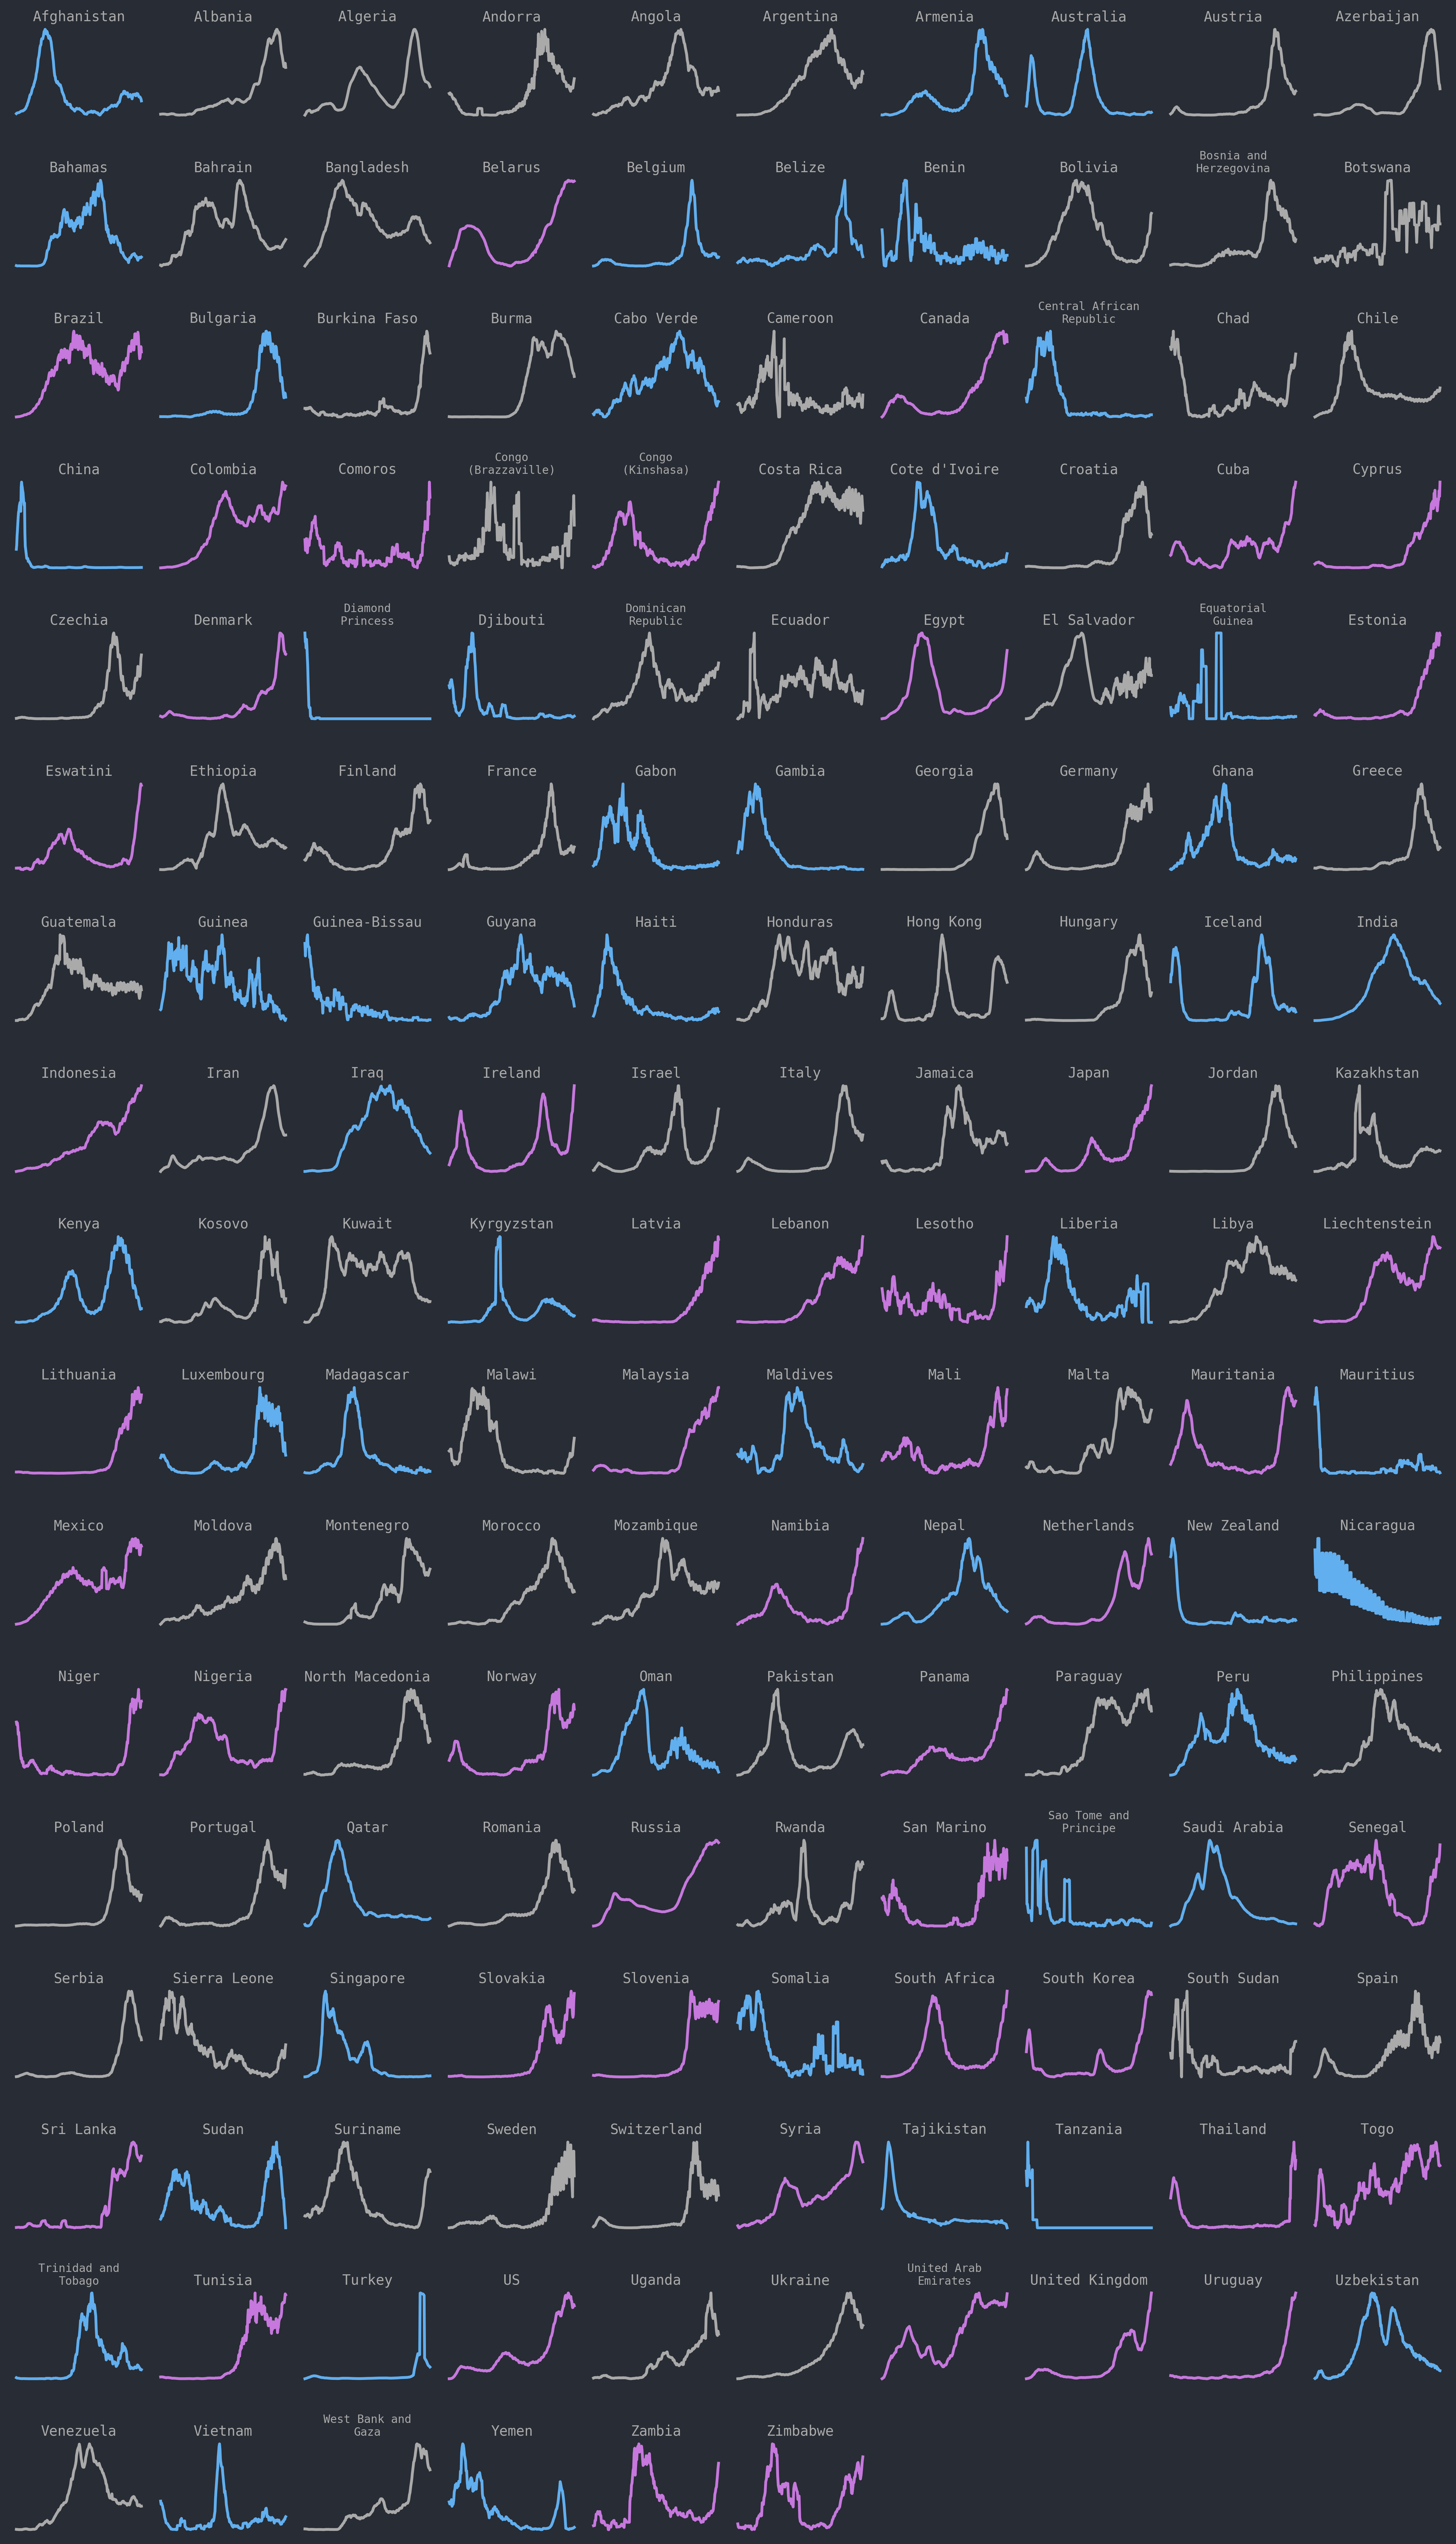 Afghanistan
Albania
Algeria
Andorra
Angola
Argentina
Armenia
Australia
Austria
Azerbaijan
Bahamas
Bahrain
Bangladesh
Belarus
Belgium
Belize
Benin
Bolivia
Bosnia and
Herzegovina
Botswana
Brazil
Bulgaria
Burkina Faso
Burma
Cabo Verde
Cameroon
Canada
Central African
Republic
Chad
Chile
China
Colombia
Comoros
Congo
(Brazzaville)
Congo
(Kinshasa)
Costa Rica
Cote d'Ivoire
Croatia
Cuba
Cyprus
Czechia
Denmark
Diamond
Princess
Djibouti
Dominican
Republic
Ecuador
Egypt
El Salvador
Equatorial
Guinea
Estonia
Eswatini
Ethiopia
Finland
France
Gabon
Gambia
Georgia
Germany
Ghana
Greece
Guatemala
Guinea
Guinea-Bissau
Guyana
Haiti
Honduras
Hong Kong
Hungary
Iceland
India
Indonesia
Iran
Iraq
Ireland
Israel
Italy
Jamaica
Japan
Jordan
Kazakhstan
Kenya
Kosovo
Kuwait
Kyrgyzstan
Latvia
Lebanon
Lesotho
Liberia
Libya
Liechtenstein
Lithuania
Luxembourg
Madagascar
Malawi
Malaysia
Maldives
Mali
Malta
Mauritania
Mauritius
Mexico
Moldova
Montenegro
Morocco
Mozambique
Namibia
Nepal
Netherlands
New Zealand
Nicaragua
Niger
Nigeria
North Macedonia
Norway
Oman
Pakistan
Panama
Paraguay
Peru
Philippines
Poland
Portugal
Qatar
Romania
Russia
Rwanda
San Marino
Sao Tome and
Principe
Saudi Arabia
Senegal
Serbia
Sierra Leone
Singapore
Slovakia
Slovenia
Somalia
South Africa
South Korea
South Sudan
Spain
Sri Lanka
Sudan
Suriname
Sweden
Switzerland
Syria
Tajikistan
Tanzania
Thailand
Togo
Trinidad and
Tobago
Tunisia
Turkey
US
Uganda
Ukraine
United Arab
Emirates
United Kingdom
Uruguay
Uzbekistan
Venezuela
Vietnam
West Bank and
Gaza
Yemen
Zambia
Zimbabwe